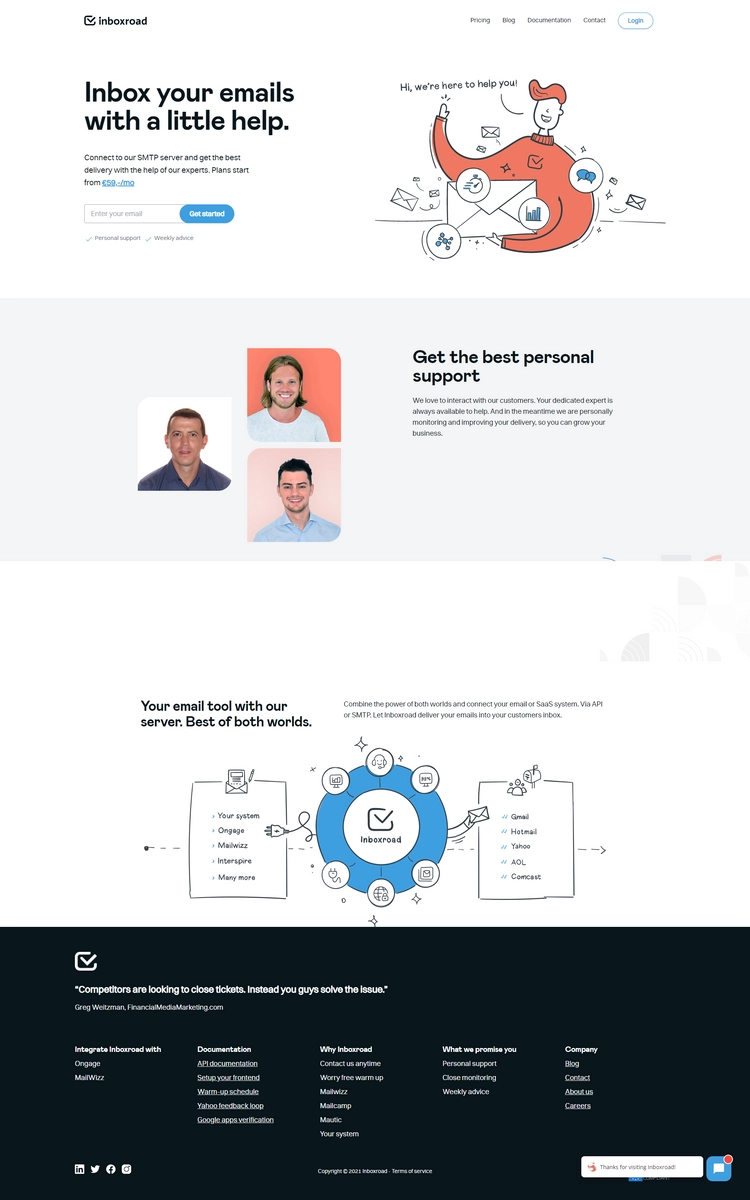 inboxroad
Pricing
Blog
Documentation
Contact
Login
Inbox your emails
with a little help.
Connect to our SMTP server and get the best
delivery with the help of our experts. Plans start
from €59,-/mo
Enter your email
Get started
Personal support
Weekly advice
Hi, we're here to help you!
Get the best personal
support
We love to interact with our customers. Your dedicated expert is
always available to help. And in the meantime we are personally
monitoring and improving your delivery, so you can grow your
business.
Your email tool with our
server. Best of both worlds.
Combine the power of both worlds and connect your email or SaaS system. Via API
or SMTP. Let Inboxroad deliver your emails into your customers inbox.
Your system
Ongage
Mailwizz
Interspire
Many more
99%
Inboxroad
Gmail
Hotmail
Yahoo
AOL
Comcast
“Competitors are looking to close tickets. Instead you guys solve the issue.”
Greg Weitzman, FinancialMediaMarketing.com
Integrate Inboxroad with
Ongage
MailWizz
Documentation
API documentation
Setup your frontend
Warm-up schedule
Yahoo feedback loop
Google apps verification
Why Inboxroad
Contact us anytime
Worry free warm up
Mailwizz
Mailcamp
Mautic
Your system
What we promise you
Personal support
Close monitoring
Weekly advice
Company
Blog
Contact
About us
Careers
Copyright © 2021 Inboxroad - Terms of service
Thanks for visiting Inboxroad!